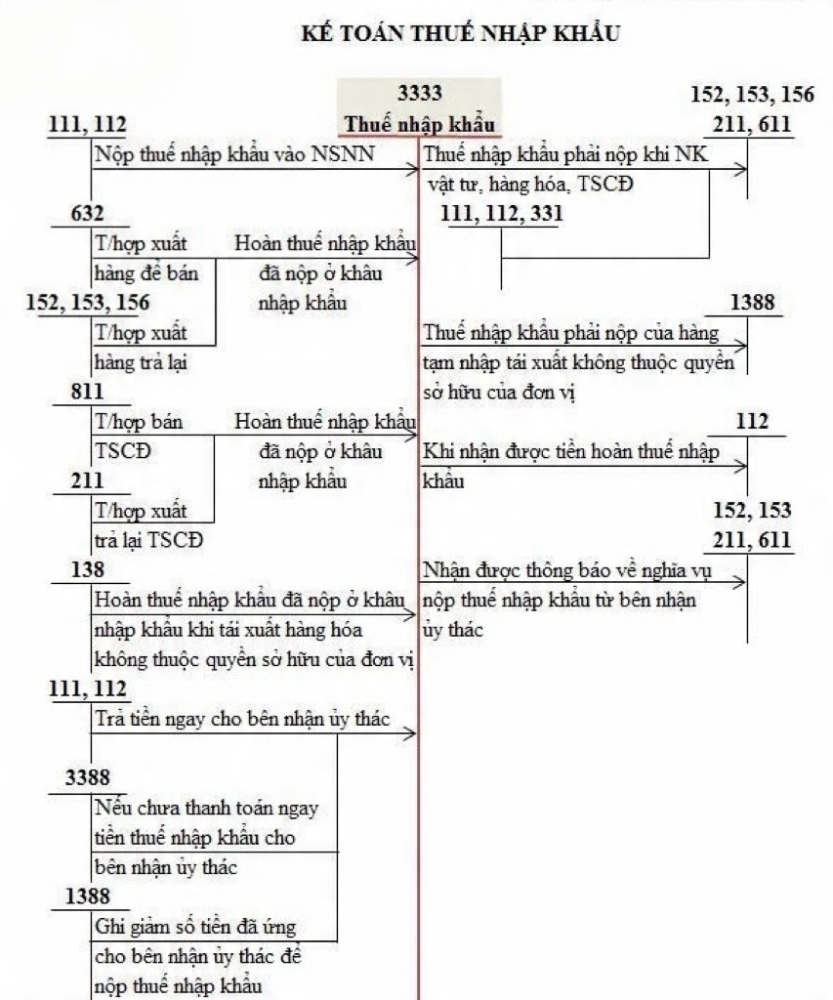 KẾ TOÁN THUẾ NHẬP KHẨU
3333
Thuế nhập khẩu
152, 153, 156
211, 611
111, 112
Nộp thuế nhập khẩu vào NSNN
Thuế nhập khẩu phải nộp khi NK
vật tư, hàng hóa, TSCĐ
111, 112, 331
632
T/hợp xuất
hàng để bán
Hoàn thuế nhập khẩu
đã nộp ở khâu
nhập khẩu
152, 153, 156
T/hợp xuất
hàng trả lại
1388
Thuế nhập khẩu phải nộp của hàng
tạm nhập tái xuất không thuộc quyền
sở hữu của đơn vị
811
T/hợp bán
TSCĐ
Hoàn thuế nhập khẩu
đã nộp ở khâu
nhập khẩu
112
Khi nhận được tiền hoàn thuế nhập
khẩu
211
T/hợp xuất
trả lại TSCĐ
152, 153
211, 611
Nhận được thông báo về nghĩa vụ
nộp thuế nhập khẩu từ bên nhận
ủy thác
138
Hoàn thuế nhập khẩu đã nộp ở khâu
nhập khẩu khi tái xuất hàng hóa
không thuộc quyền sở hữu của đơn vị
111, 112
Trả tiền ngay cho bên nhận ủy thác
3388
Nếu chưa thanh toán ngay
tiền thuế nhập khẩu cho
bên nhận ủy thác
1388
Ghi giảm số tiền đã ứng
cho bên nhận ủy thác để
nộp thuế nhập khẩu